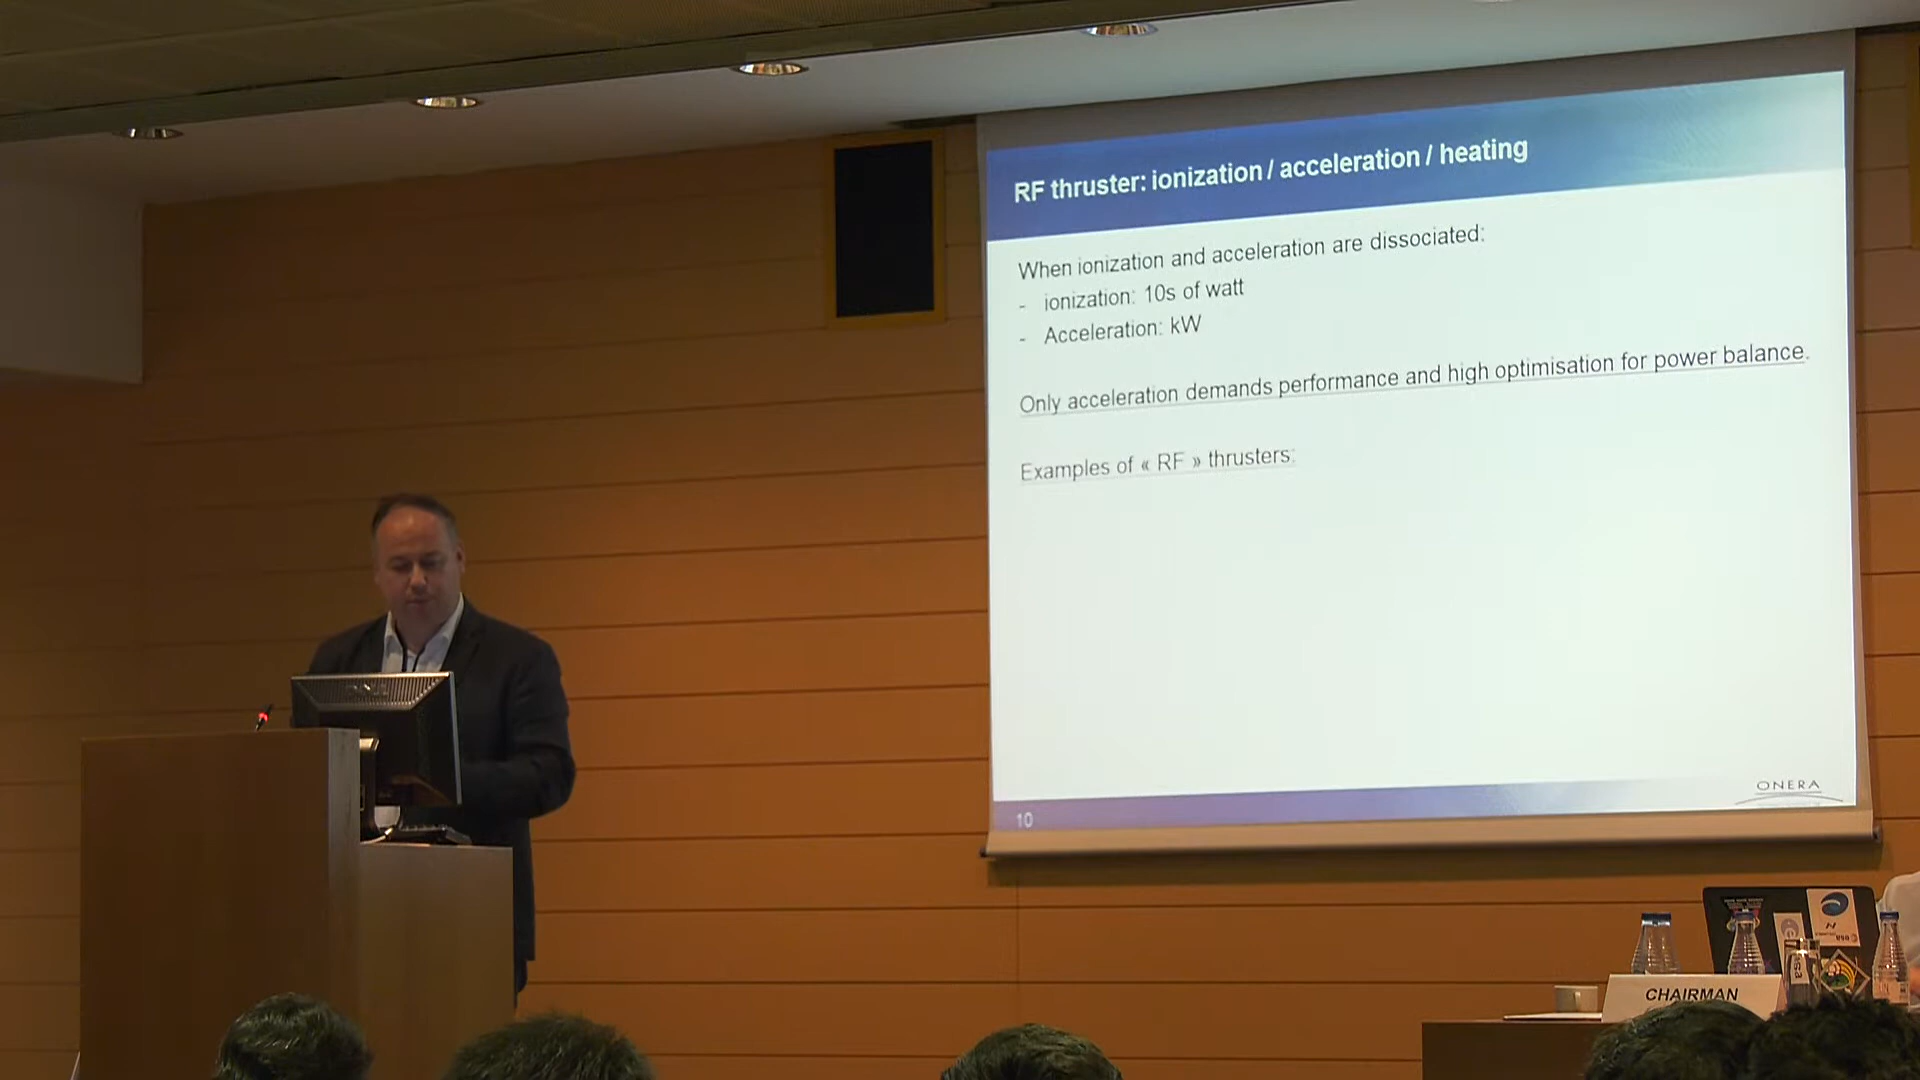 RF thruster: ionization / acceleration / heating
When ionization and acceleration are dissociated:
- ionization: 10s of watt
- Acceleration: kW
Only acceleration demands performance and high optimisation for power balance.
Examples of « RF » thrusters:
ONERA
10
CHAIRMAN
esa